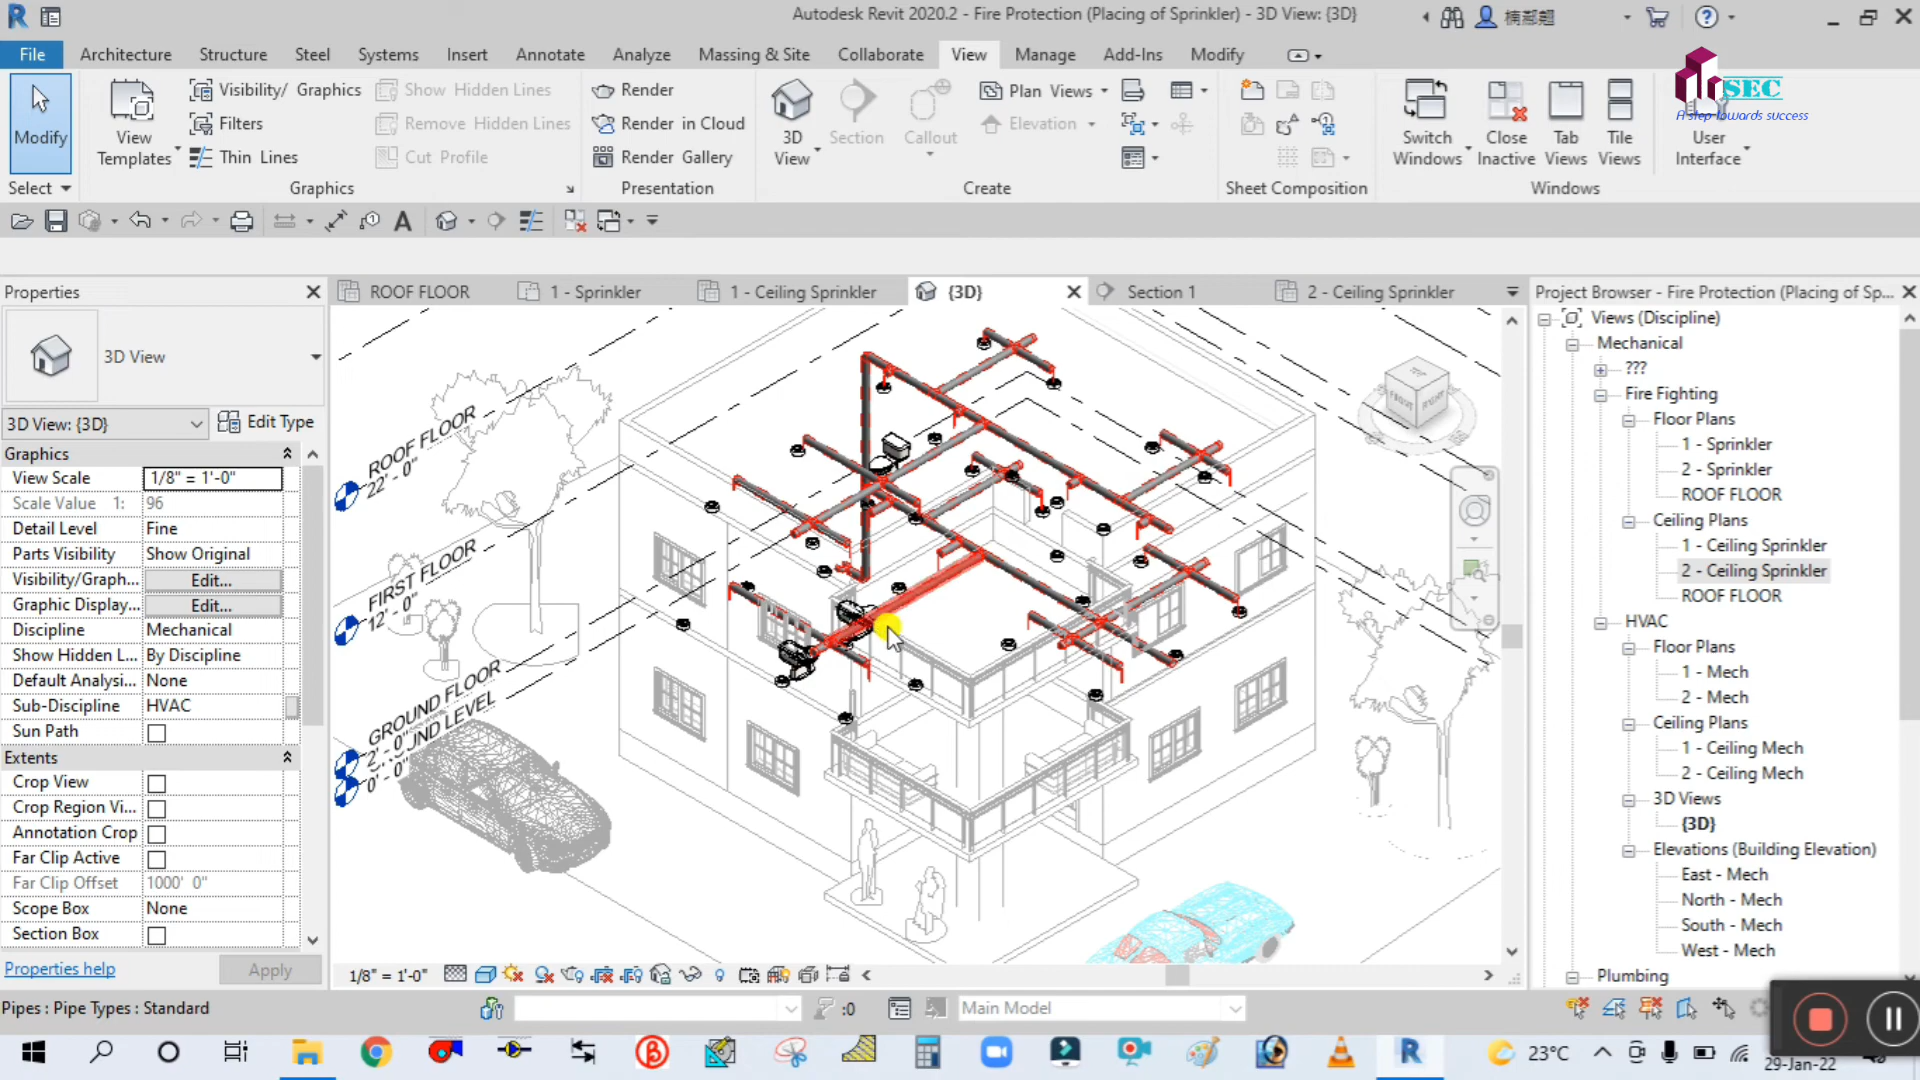 Autodesk Revit 2020.2 - Fire Protection (Placing of Sprinkler) - 3D View: {3D}
File Architecture Structure Steel Systems Insert Annotate Analyze Massing & Site Collaborate View Manage Add-Ins Modify
SEC
A step towards success
Modify
View Templates
Visibility/ Graphics
Filters
Thin Lines
Show Hidden Lines
Remove Hidden Lines
Cut Profile
Render
Render in Cloud
Render Gallery
3D View
Section
Callout
Plan Views
Elevation
Switch Windows
Close Inactive
Tab Views
Tile Views
User Interface
Select Graphics Presentation Create Sheet Composition Windows
Properties
ROOF FLOOR
1 - Sprinkler
1 - Ceiling Sprinkler
{3D}
Section 1
2 - Ceiling Sprinkler
Project Browser - Fire Protection (Placing of Sp...
3D View
3D View: {3D}
Edit Type
Graphics
View Scale 1/8" = 1'-0"
Scale Value 1: 96
Detail Level Fine
Parts Visibility Show Original
Visibility/Graph... Edit...
Graphic Display... Edit...
Discipline Mechanical
Show Hidden L... By Discipline
Default Analysi... None
Sub-Discipline HVAC
Sun Path
Extents
Crop View
Crop Region Vi...
Annotation Crop
Far Clip Active
Far Clip Offset 1000' 0"
Scope Box None
Section Box
Properties help
Apply
ROOF FLOOR
22' - 0"
FIRST FLOOR
12' - 0"
GROUND FLOOR
2' - 0"
UND LEVEL
0' - 0"
FRONT
Views (Discipline)
Mechanical
???
Fire Fighting
Floor Plans
1 - Sprinkler
2 - Sprinkler
ROOF FLOOR
Ceiling Plans
1 - Ceiling Sprinkler
2 - Ceiling Sprinkler
ROOF FLOOR
HVAC
Floor Plans
1 - Mech
2 - Mech
Ceiling Plans
1 - Ceiling Mech
2 - Ceiling Mech
3D Views
{3D}
Elevations (Building Elevation)
East - Mech
North - Mech
South - Mech
West - Mech
Plumbing
1/8" = 1'-0"
Pipes : Pipe Types : Standard
:0
Main Model
23°C
29-Jan-22